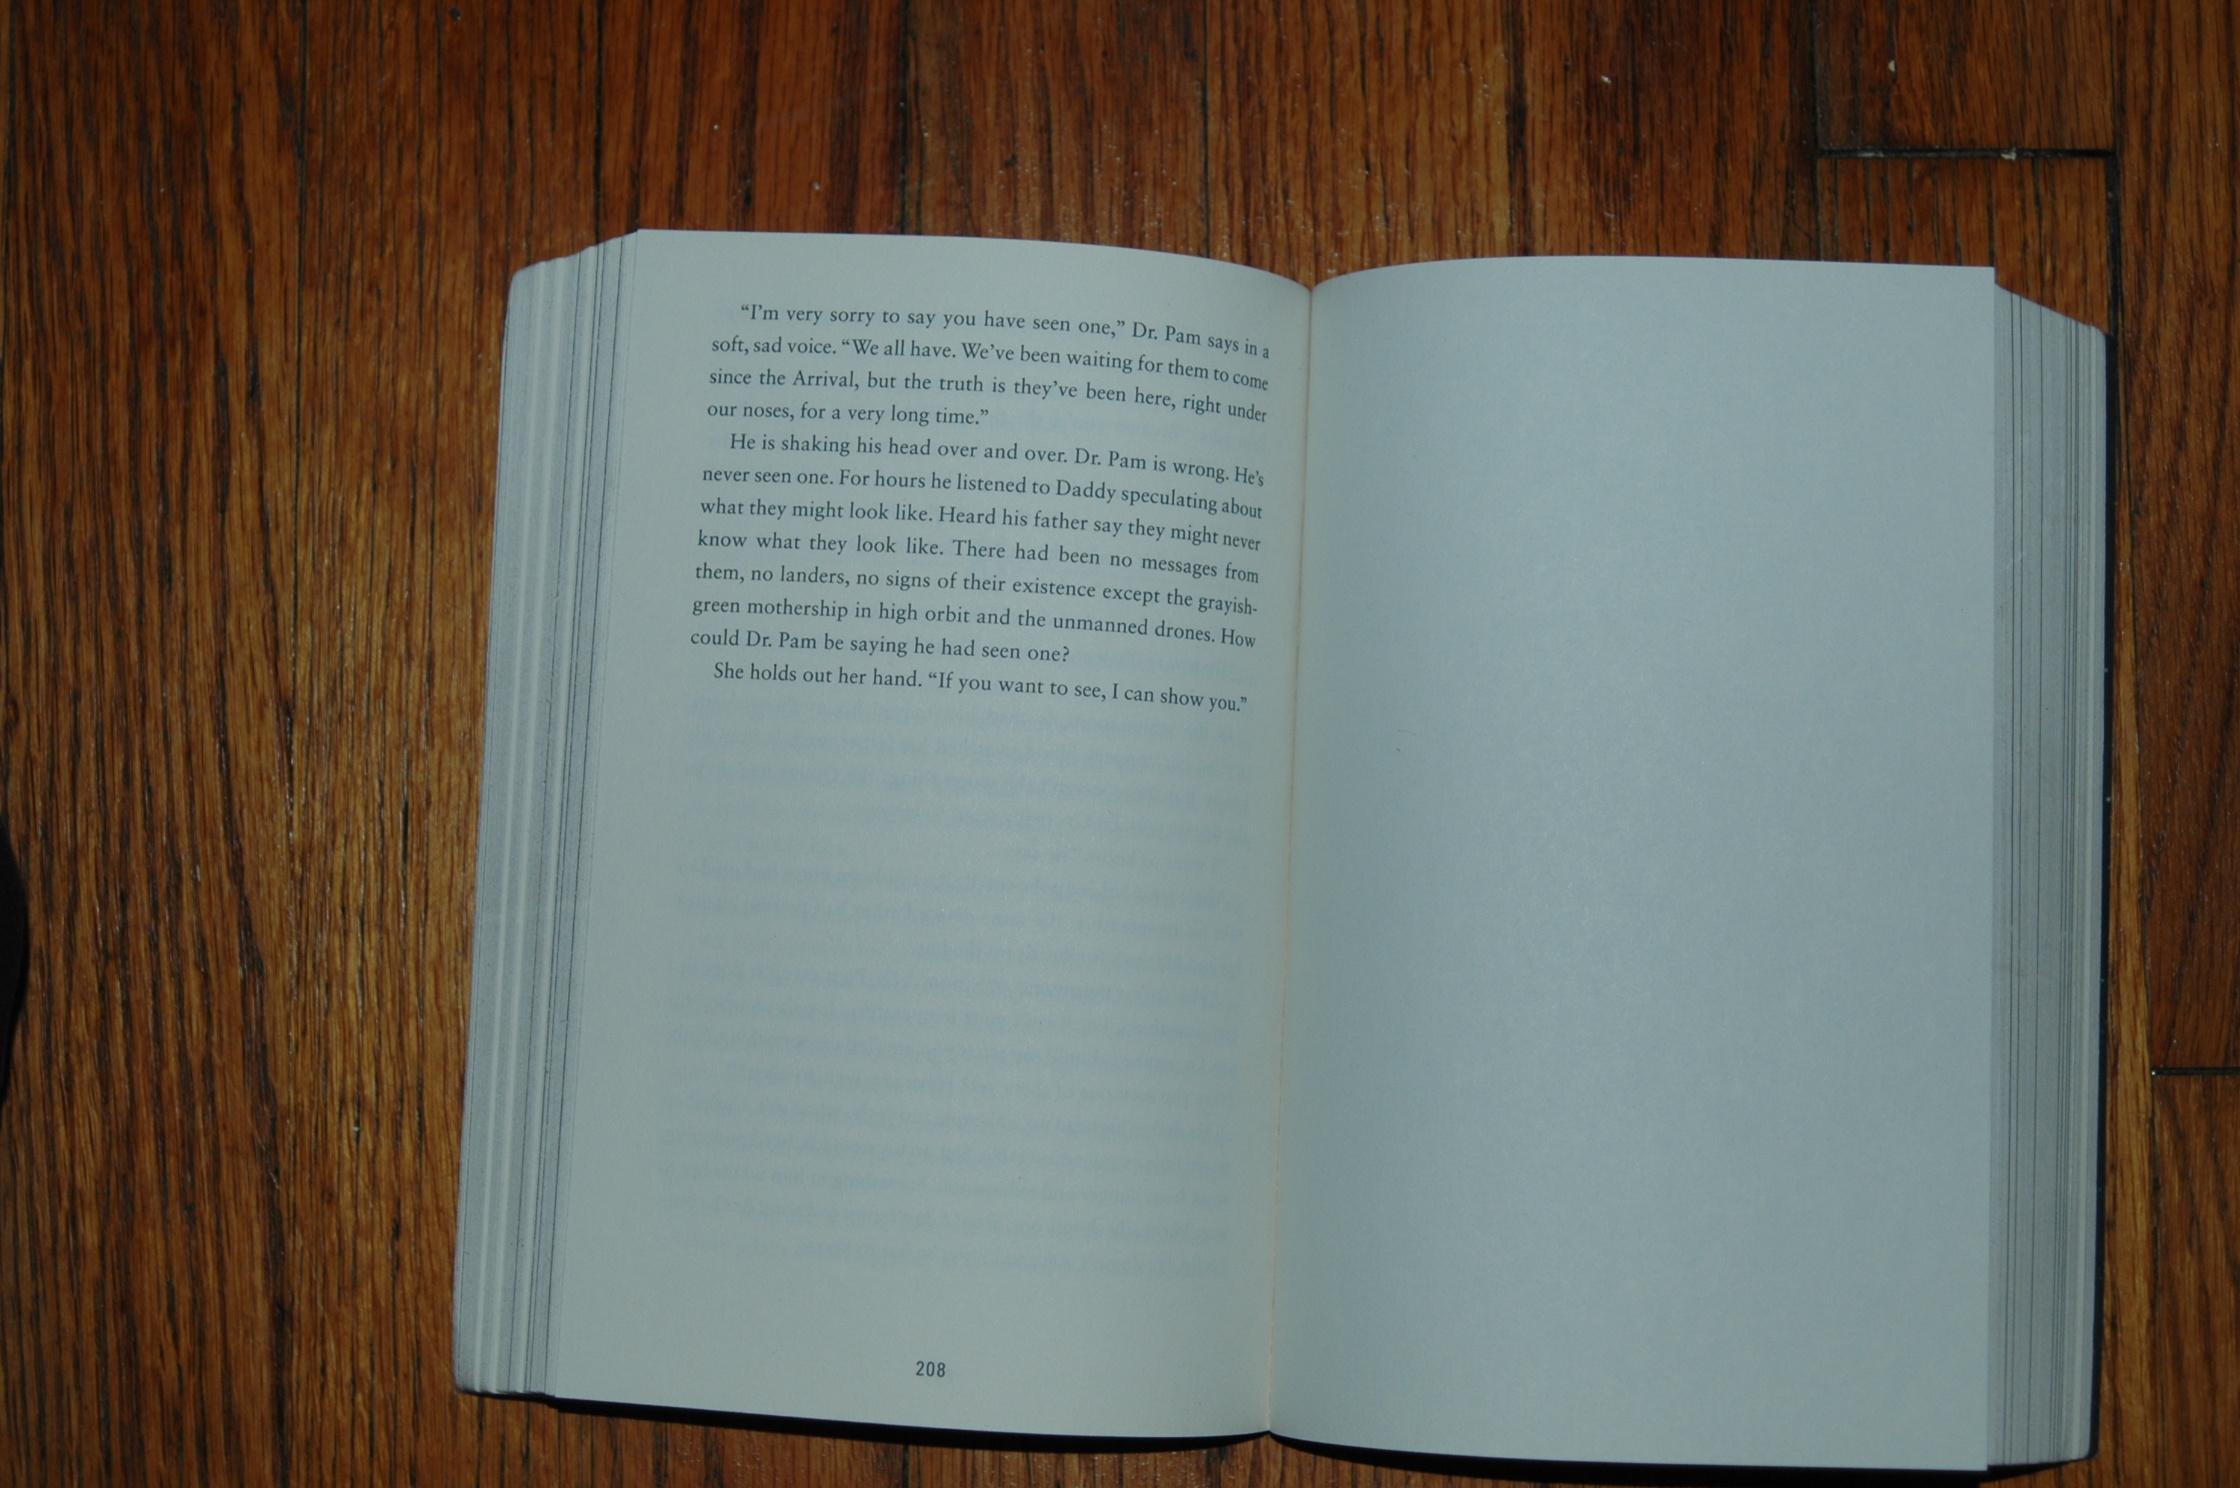 “I’m very sorry to say you have seen one,” Dr. Pam says in a
soft, sad voice. “We all have. We’ve been waiting for them to come
since the Arrival, but the truth is they’ve been here, right under
our noses, for a very long time.”
He is shaking his head over and over. Dr. Pam is wrong. He’s
never seen one. For hours he listened to Daddy speculating about
what they might look like. Heard his father say they might never
know what they look like. There had been no messages from
them, no landers, no signs of their existence except the grayish-
green mothership in high orbit and the unmanned drones. How
could Dr. Pam be saying he had seen one?
She holds out her hand. “If you want to see, I can show you.”
208